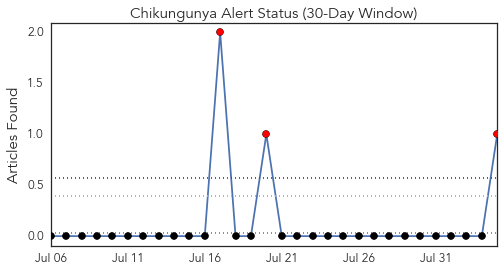 Chikungunya Alert Status (30-Day Window)
Articles Found
2.0
1.5
1.0
0.5
0.0
Jul 06 Jul 11 Jul 16 Jul 21 Jul 26 Jul 31